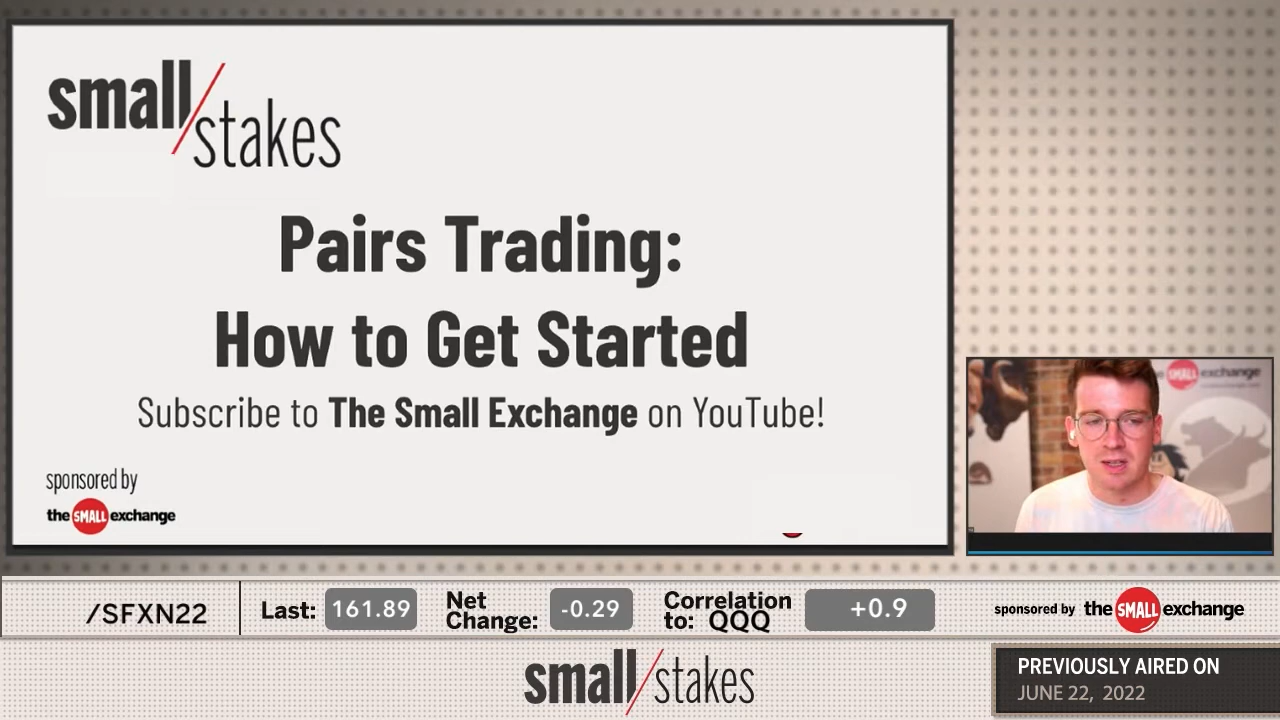 small/stakes
Pairs Trading:
How to Get Started
Subscribe to The Small Exchange on YouTube!
sponsored by
the SMALL exchange
SMALL exchange
/SFXN22
Last: 161.89
Net Change: -0.29
Correlation to: QQQ +0.9
sponsored by the SMALL exchange
small/stakes
PREVIOUSLY AIRED ON
JUNE 22, 2022